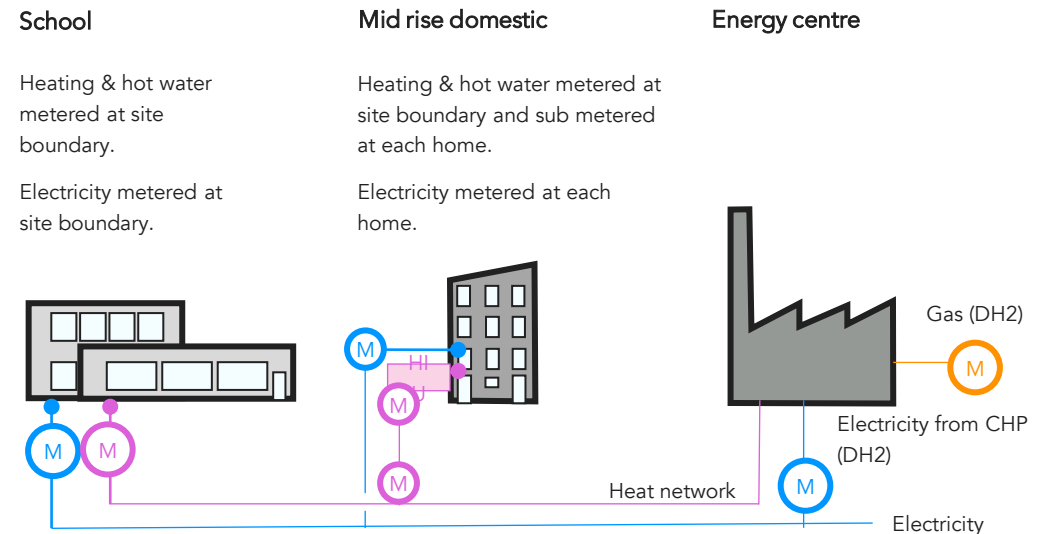 School
Heating & hot water
metered at site
boundary.
Electricity metered at
site boundary.
Mid rise domestic
Heating & hot water metered at
site boundary and sub metered
at each home.
Electricity metered at each
home.
Energy centre
Gas (DH2)
M
M
HI
U
M
M
M
M
Electricity from CHP
(DH2)
M
Heat network
Electricity